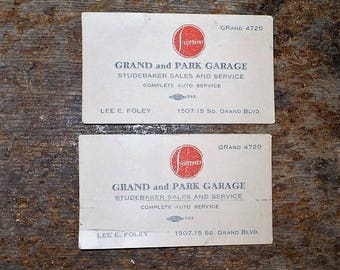 GRAND 4720
Studebaker
GRAND and PARK GARAGE
STUDEBAKER SALES AND SERVICE
COMPLETE AUTO SERVICE
LEE E. FOLEY 1507-15 SO. GRAND BLVD.
GRAND 4720
Studebaker
GRAND and PARK GARAGE
STUDEBAKER SALES AND SERVICE
COMPLETE AUTO SERVICE
LEE E. FOLEY 1507-15 SO. GRAND BLVD.